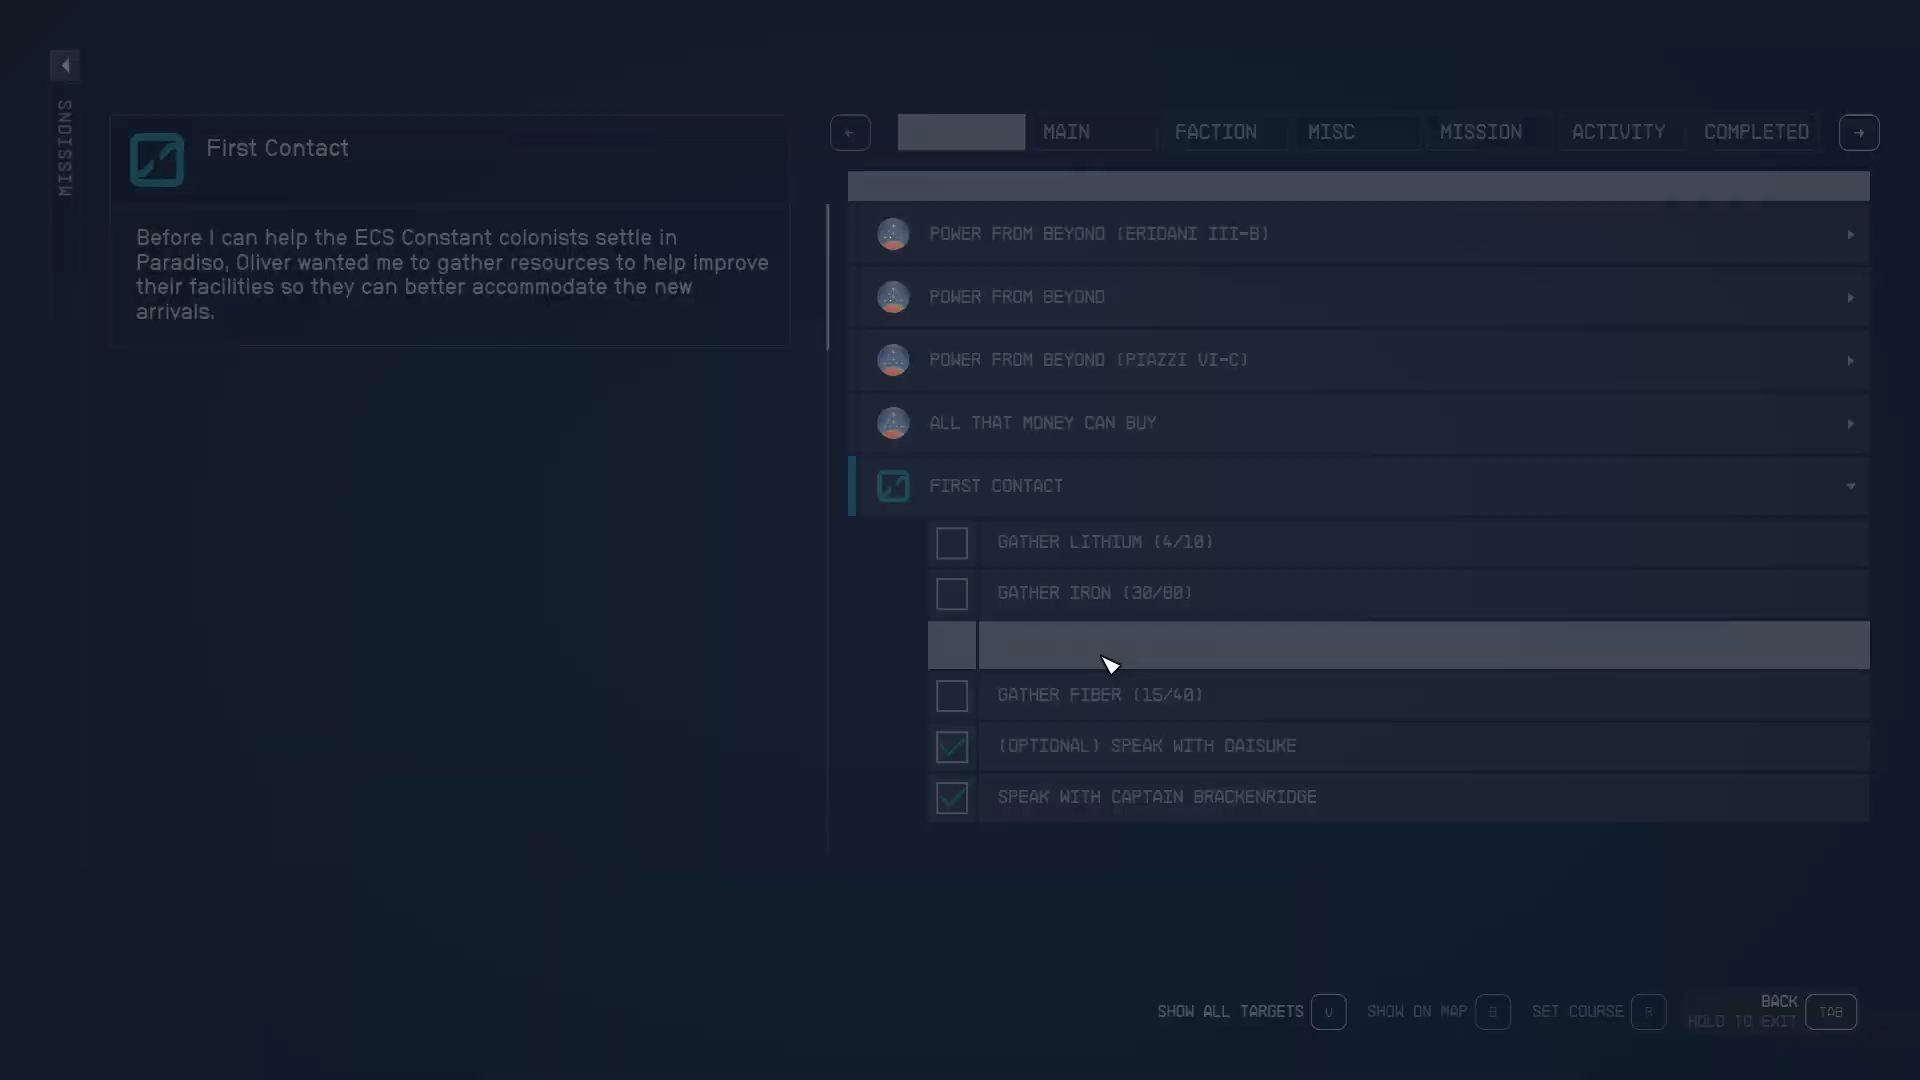 MISSIONS
First Contact
Before I can help the ECS Constant colonists settle in
Paradiso, Oliver wanted me to gather resources to help improve
their facilities so they can better accommodate the new
arrivals.
MAIN
FACTION
MISC
MISSION
ACTIVITY
COMPLETED
POWER FROM BEYOND (ERIDANI III-B)
POWER FROM BEYOND
POWER FROM BEYOND (PIAZZI VI-C)
ALL THAT MONEY CAN BUY
FIRST CONTACT
GATHER LITHIUM (4/10)
GATHER IRON (30/80)
GATHER FIBER (15/40)
(OPTIONAL) SPEAK WITH DAISUKE
SPEAK WITH CAPTAIN BRACKENRIDGE
SHOW ALL TARGETS V
SHOW ON MAP B
SET COURSE R
BACK
HOLD TO EXIT
TAB